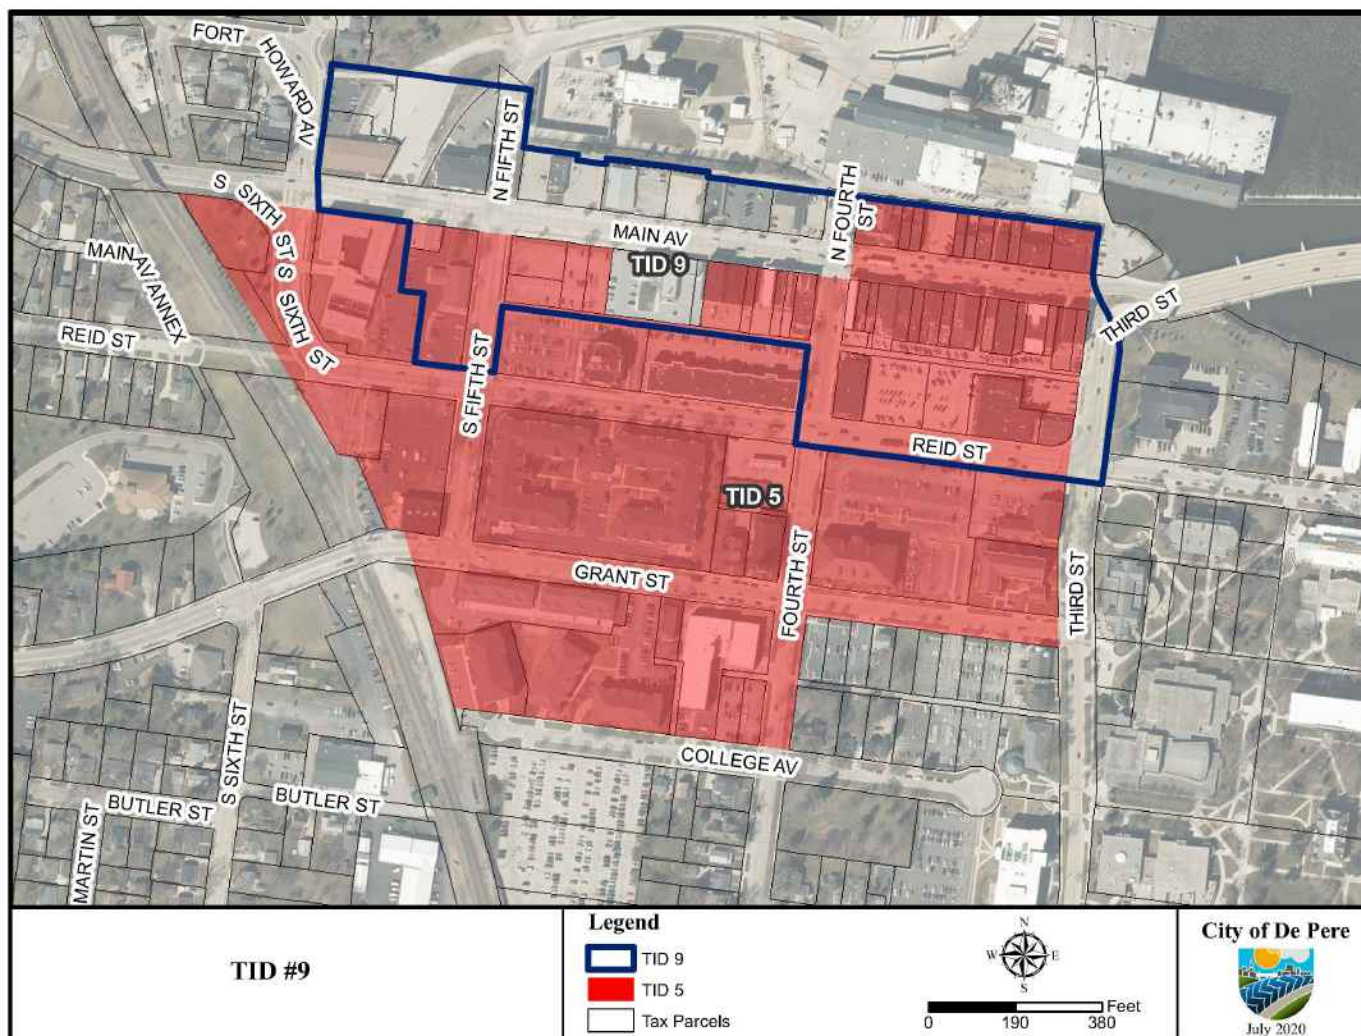 FORT
HOWARD AV
N FIFTH ST
N FOURTH
ST
S SIXTH ST
S SIXTH ST
MAIN AV
TID 9
MAIN AV ANNEX
THIRD ST
REID ST
S FIFTH ST
REID ST
TID 5
GRANT ST
FOURTH ST
THIRD ST
S SIXTH ST
COLLEGE AV
BUTLER ST
BUTLER ST
MARTIN ST
TID #9
Legend
TID 9
TID 5
Tax Parcels
N
W
E
S
Feet
0
190
380
City of De Pere
July 2020